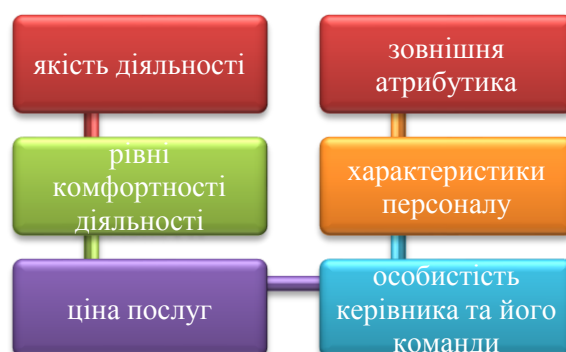 якість діяльності
рівні
комфортності
діяльності
ціна послуг
особистість
керівника та його
команди
характеристики
персоналу
зовнішня
атрибутика